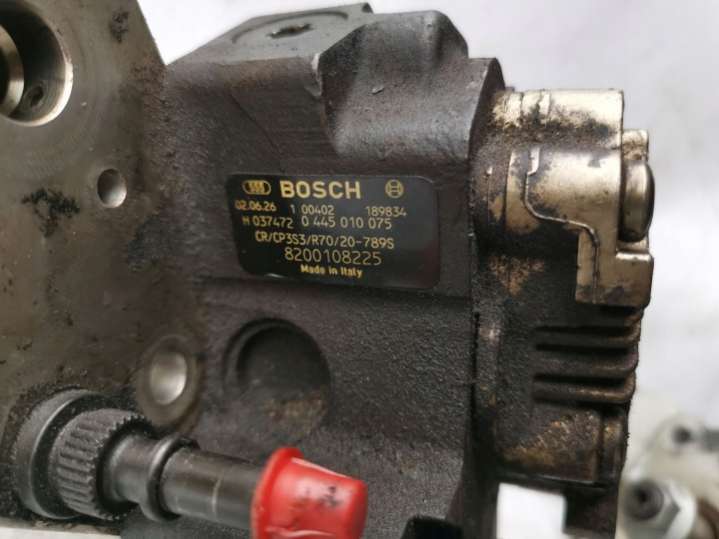 BOSCH
02.06.26 1 00402 189834
H 037472 0 445 010 075
CR/CP3S3/R70/20-789S
8200108225
Made in Italy